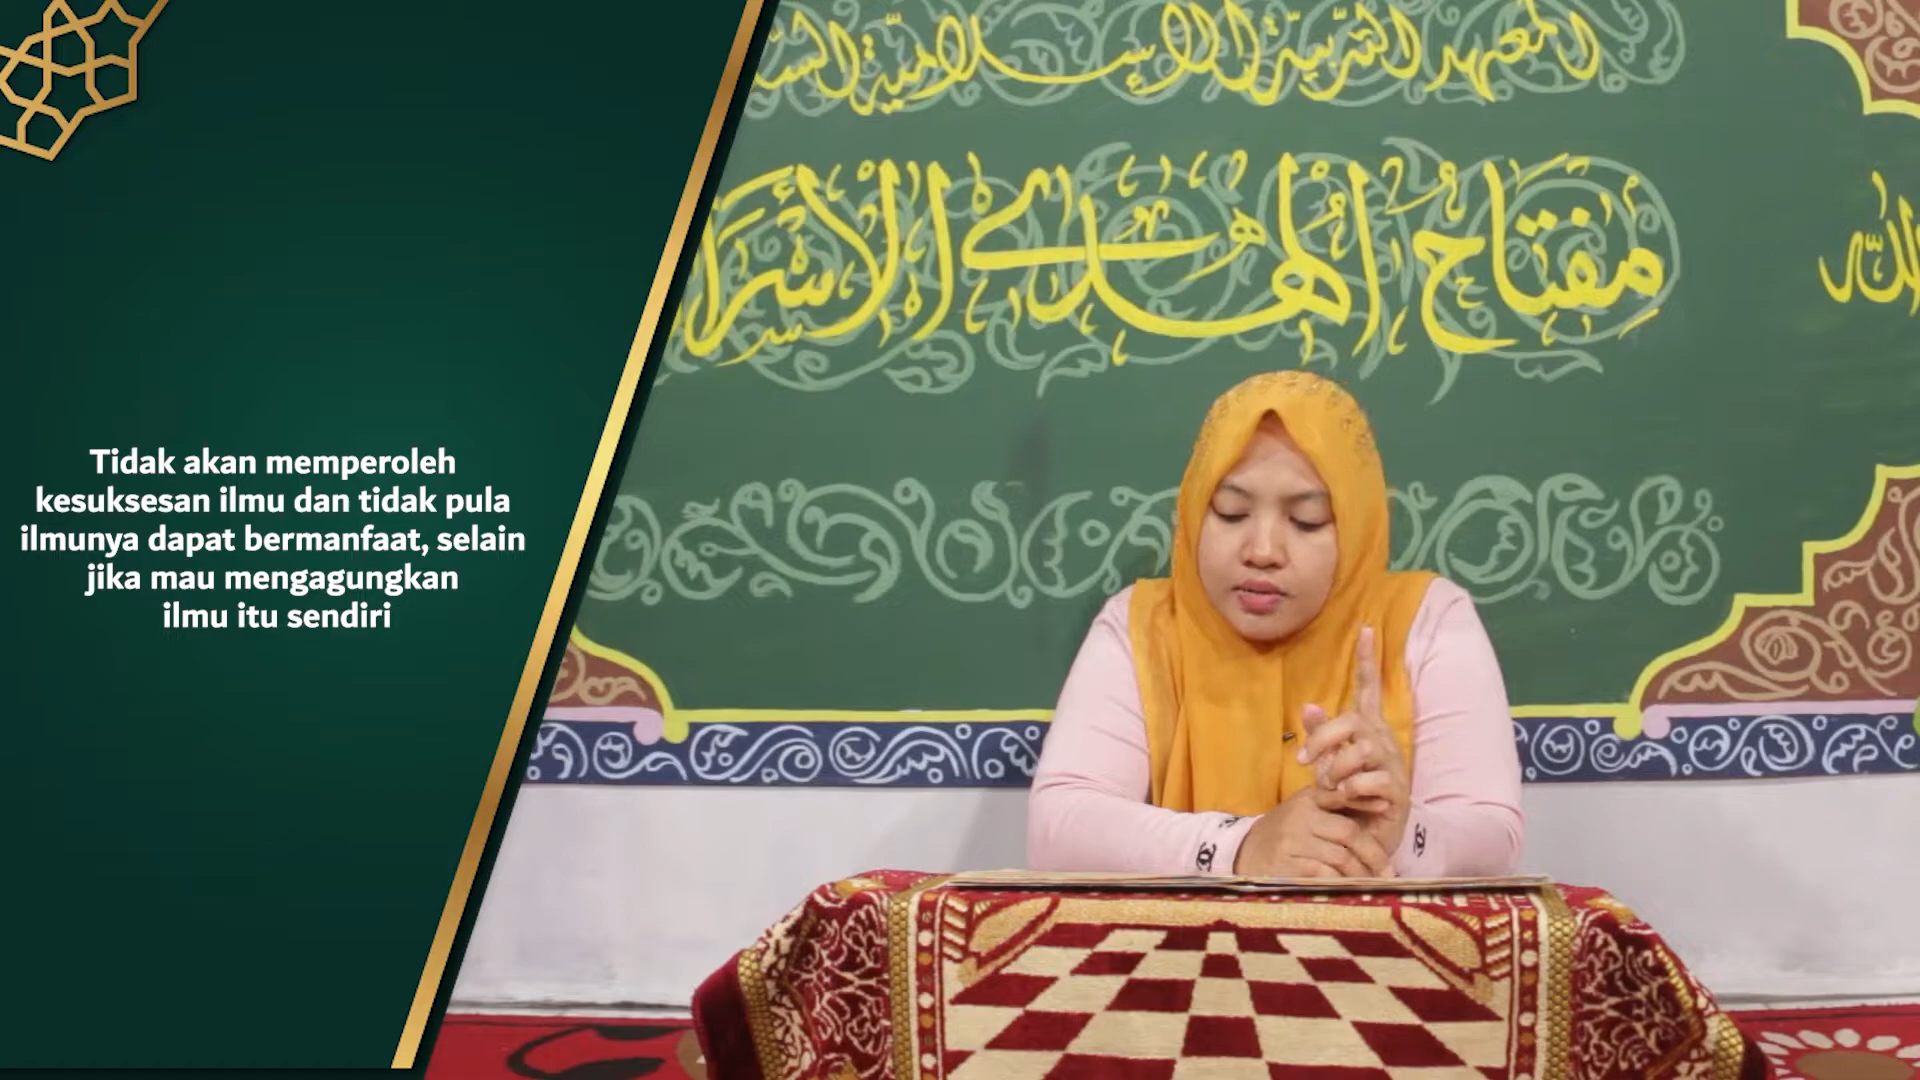 Tidak akan memperoleh
kesuksesan ilmu dan tidak pula
ilmunya dapat bermanfaat, selain
jika mau mengagungkan
ilmu itu sendiri
المعهد التربية الإسلامية
مفتاح الهدى
الله